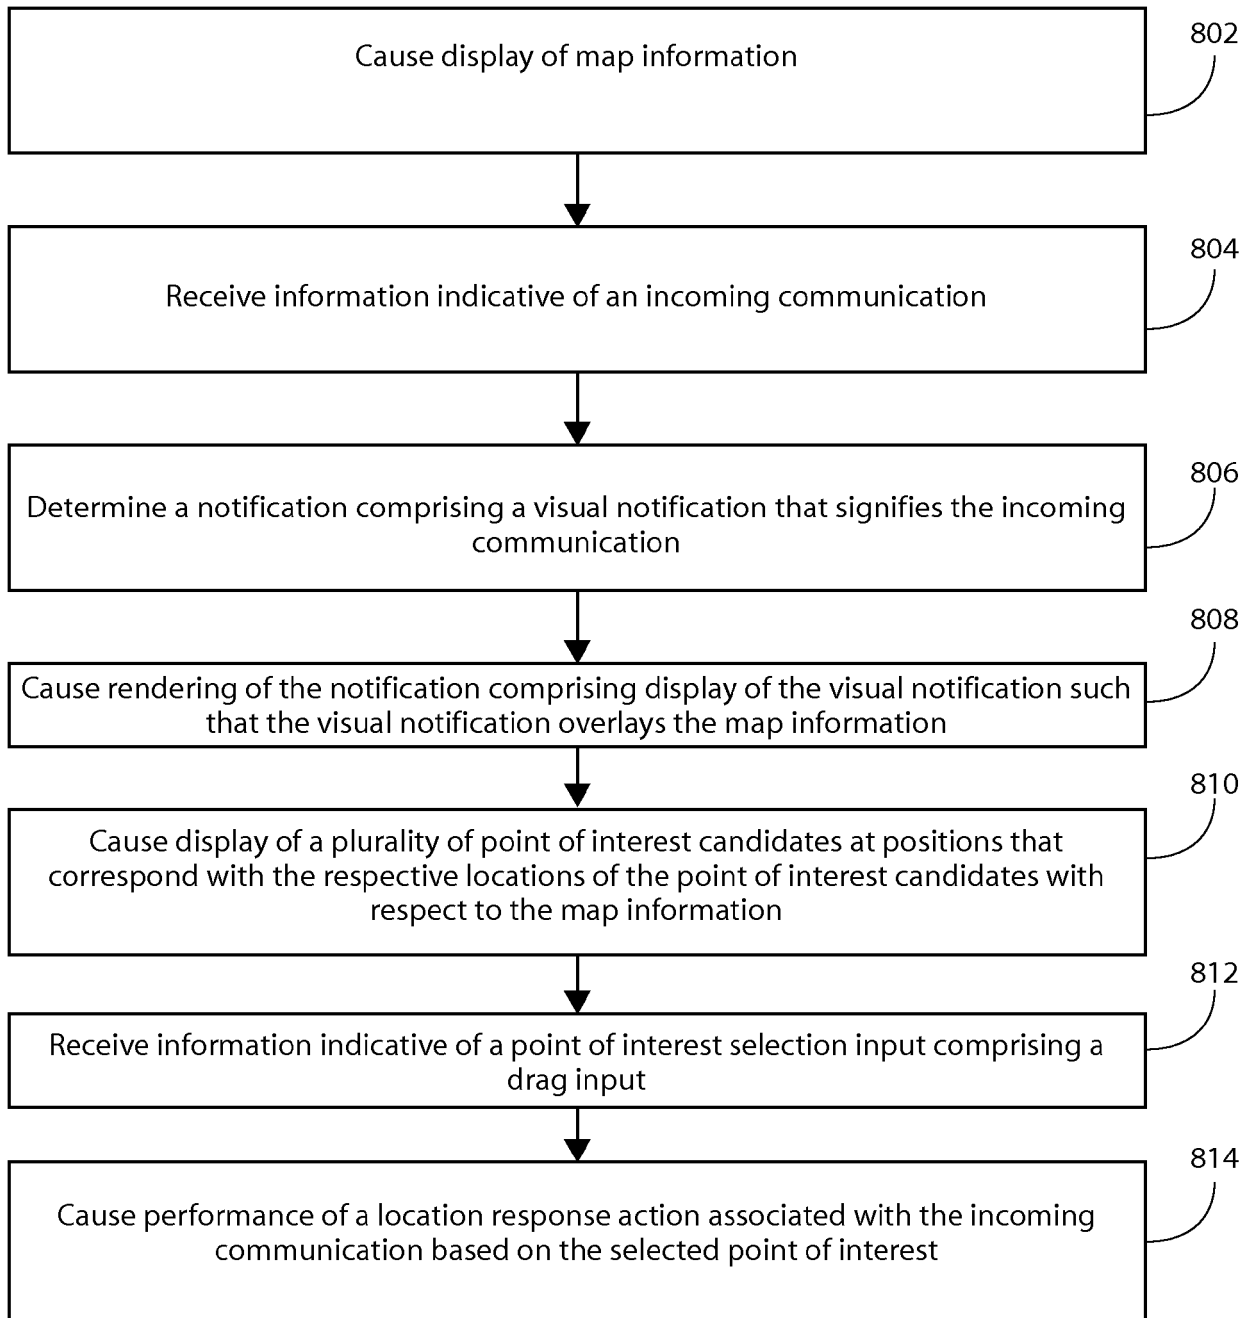 Cause display of map information
802
Receive information indicative of an incoming communication
804
Determine a notification comprising a visual notification that signifies the incoming
communication
806
Cause rendering of the notification comprising display of the visual notification such
that the visual notification overlays the map information
808
Cause display of a plurality of point of interest candidates at positions that
correspond with the respective locations of the point of interest candidates with
respect to the map information
810
Receive information indicative of a point of interest selection input comprising a
drag input
812
Cause performance of a location response action associated with the incoming
communication based on the selected point of interest
814